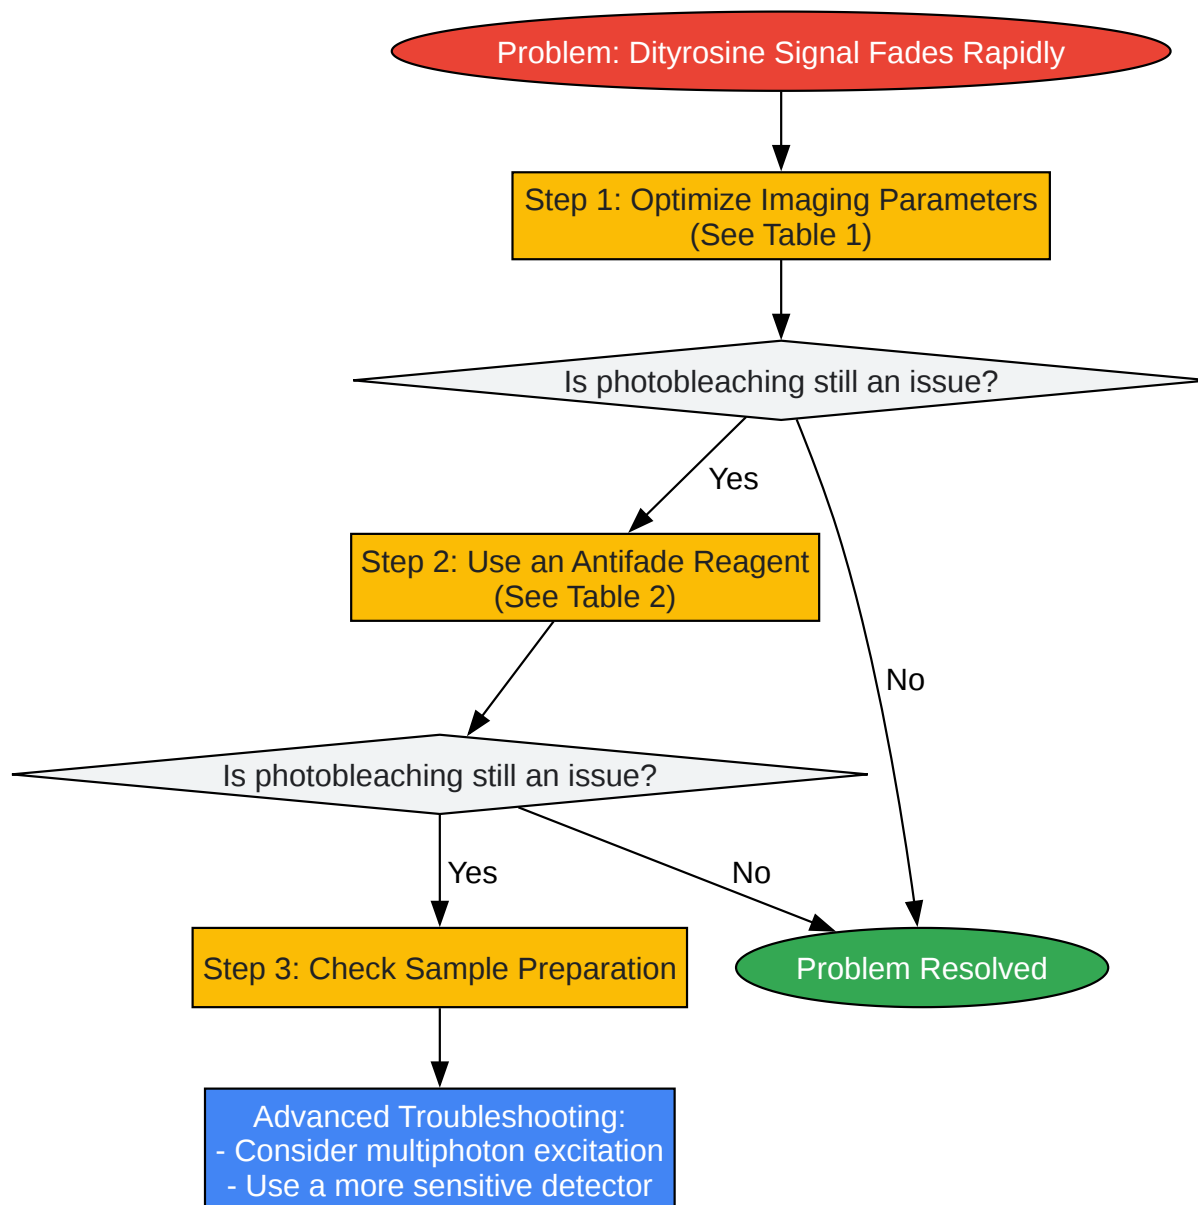 Problem: Dityrosine Signal Fades Rapidly
Step 1: Optimize Imaging Parameters
(See Table 1)
Is photobleaching still an issue?
Yes
Step 2: Use an Antifade Reagent
(See Table 2)
No
Is photobleaching still an issue?
Yes
No
Step 3: Check Sample Preparation
Problem Resolved
Advanced Troubleshooting:
- Consider multiphoton excitation
- Use a more sensitive detector